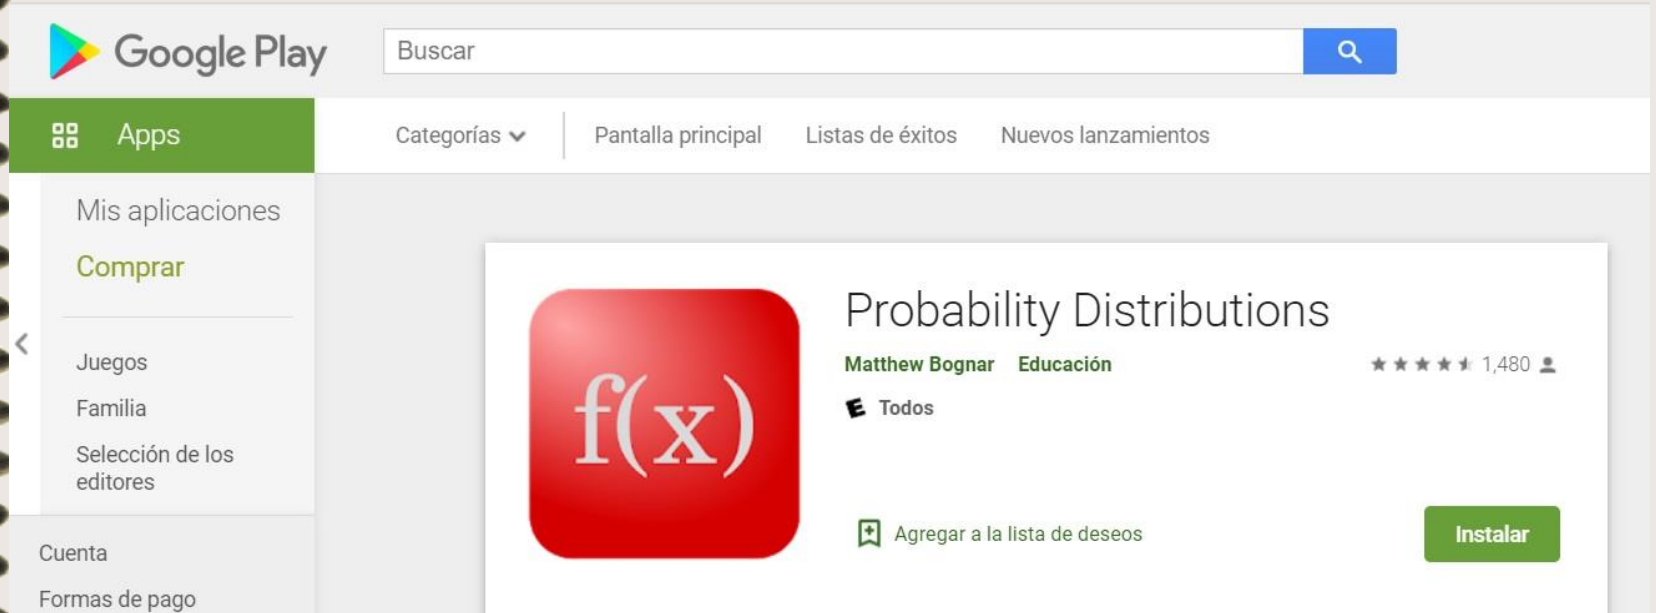 Google Play
Buscar
Apps
Categorías
Pantalla principal
Listas de éxitos
Nuevos lanzamientos
Mis aplicaciones
Comprar
Juegos
Familia
Selección de los
editores
Cuenta
Formas de pago
f(x)
Probability Distributions
Matthew Bognar Educación
1,480
E Todos
Agregar a la lista de deseos
Instalar